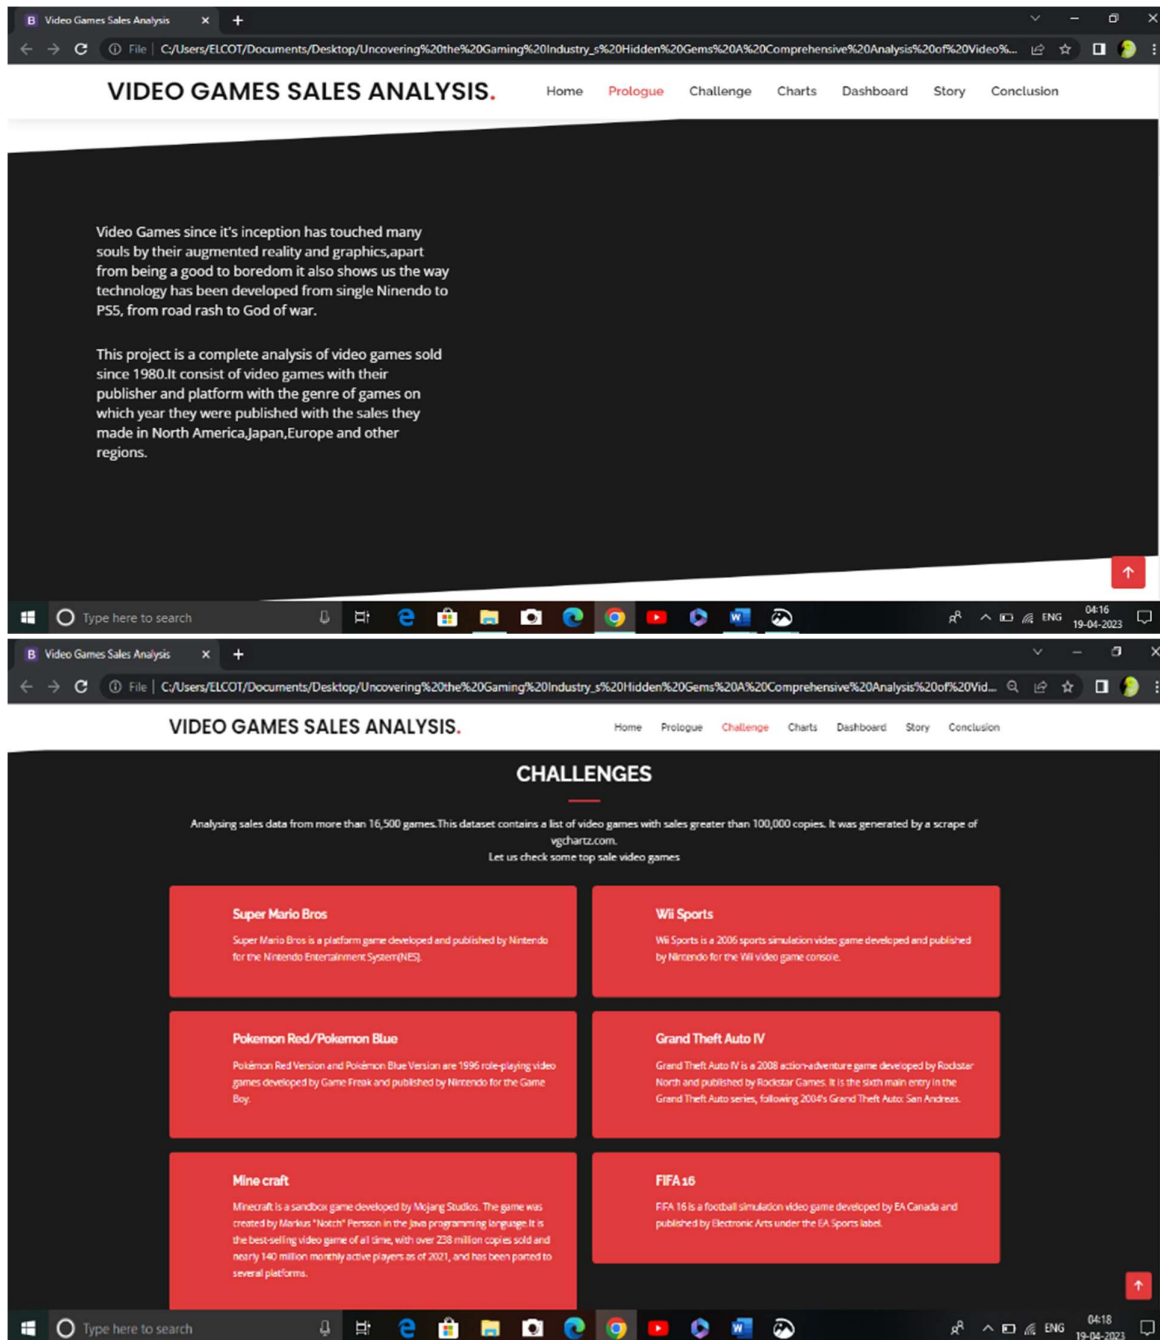 Video Games Sales Analysis
File | C:/Users/ELCOT/Documents/Desktop/Uncovering%20the%20Gaming%20Industry_s%20Hidden%20Gems%20A%20Comprehensive%20Analysis%20of%20Video%...
VIDEO GAMES SALES ANALYSIS.
Home Prologue Challenge Charts Dashboard Story Conclusion
Video Games since it's inception has touched many
souls by their augmented reality and graphics,apart
from being a good to boredom it also shows us the way
technology has been developed from single Ninendo to
PS5, from road rash to God of war.
This project is a complete analysis of video games sold
since 1980.It consist of video games with their
publisher and platform with the genre of games on
which year they were published with the sales they
made in North America,Japan,Europe and other
regions.
Type here to search
ENG
04:16
19-04-2023
Video Games Sales Analysis
File | C:/Users/ELCOT/Documents/Desktop/Uncovering%20the%20Gaming%20Industry_s%20Hidden%20Gems%20A%20Comprehensive%20Analysis%20of%20Vid...
VIDEO GAMES SALES ANALYSIS.
Home Prologue Challenge Charts Dashboard Story Conclusion
CHALLENGES
Analysing sales data from more than 16,500 games.This dataset contains a list of video games with sales greater than 100,000 copies. It was generated by a scrape of
vgchartz.com.
Let us check some top sale video games
Super Mario Bros
Super Mario Bros is a platform game developed and published by Nintendo
for the Nintendo Entertainment System(NES).
Wii Sports
Wii Sports is a 2006 sports simulation video game developed and published
by Nintendo for the Wii video game console.
Pokemon Red/Pokemon Blue
Pokémon Red Version and Pokémon Blue Version are 1996 role-playing video
games developed by Game Freak and published by Nintendo for the Game
Boy.
Grand Theft Auto IV
Grand Theft Auto IV is a 2008 action-adventure game developed by Rockstar
North and published by Rockstar Games. It is the sixth main entry in the
Grand Theft Auto series, following 2004's Grand Theft Auto: San Andreas.
Mine craft
Minecraft is a sandbox game developed by Mojang Studios. The game was
created by Markus "Notch" Persson in the Java programming language.It is
the best-selling video game of all time, with over 238 million copies sold and
nearly 140 million monthly active players as of 2021, and has been ported to
several platforms.
FIFA 16
FIFA 16 is a football simulation video game developed by EA Canada and
published by Electronic Arts under the EA Sports label.
Type here to search
ENG
04:18
19-04-2023